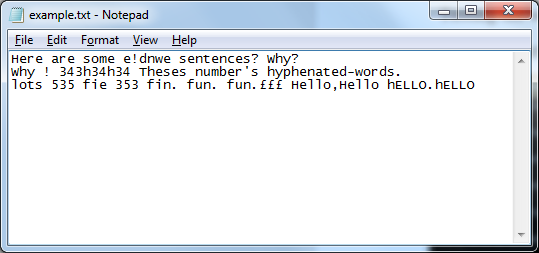 example.txt - Notepad
File Edit Format View Help
Here are some e!dnwe sentences? Why?
Why ! 343h34h34 Theses number's hyphenated-words.
lots 535 fie 353 fin. fun. fun.£££ Hello,Hello hELLO.hELLO